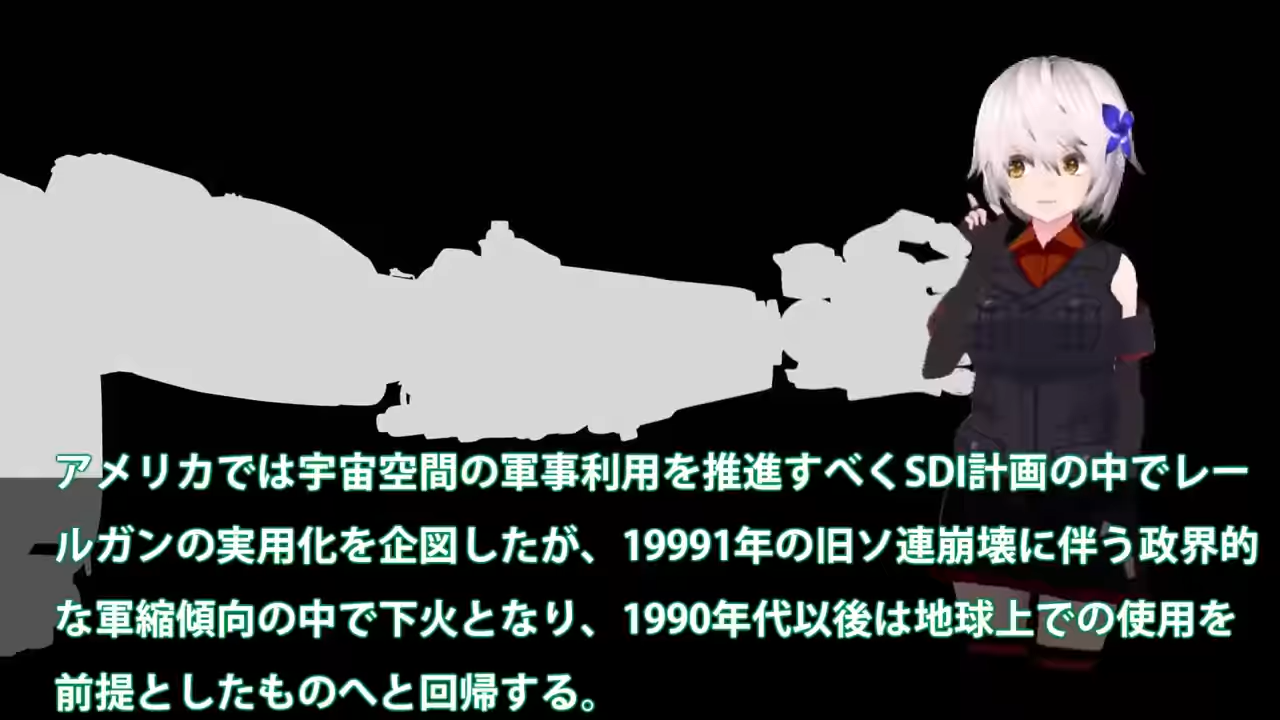 アメリカでは宇宙空間の軍事利用を推進すべくSDI計画の中でレー
ルガンの実用化を企図したが、19991年の旧ソ連崩壊に伴う政界的
な軍縮傾向の中で下火となり、1990年代以後は地球上での使用を
前提としたものへと回帰する。